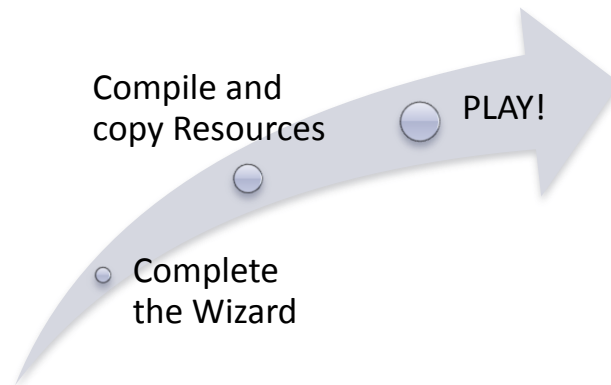 Compile and
copy Resources
PLAY!
Complete
the Wizard